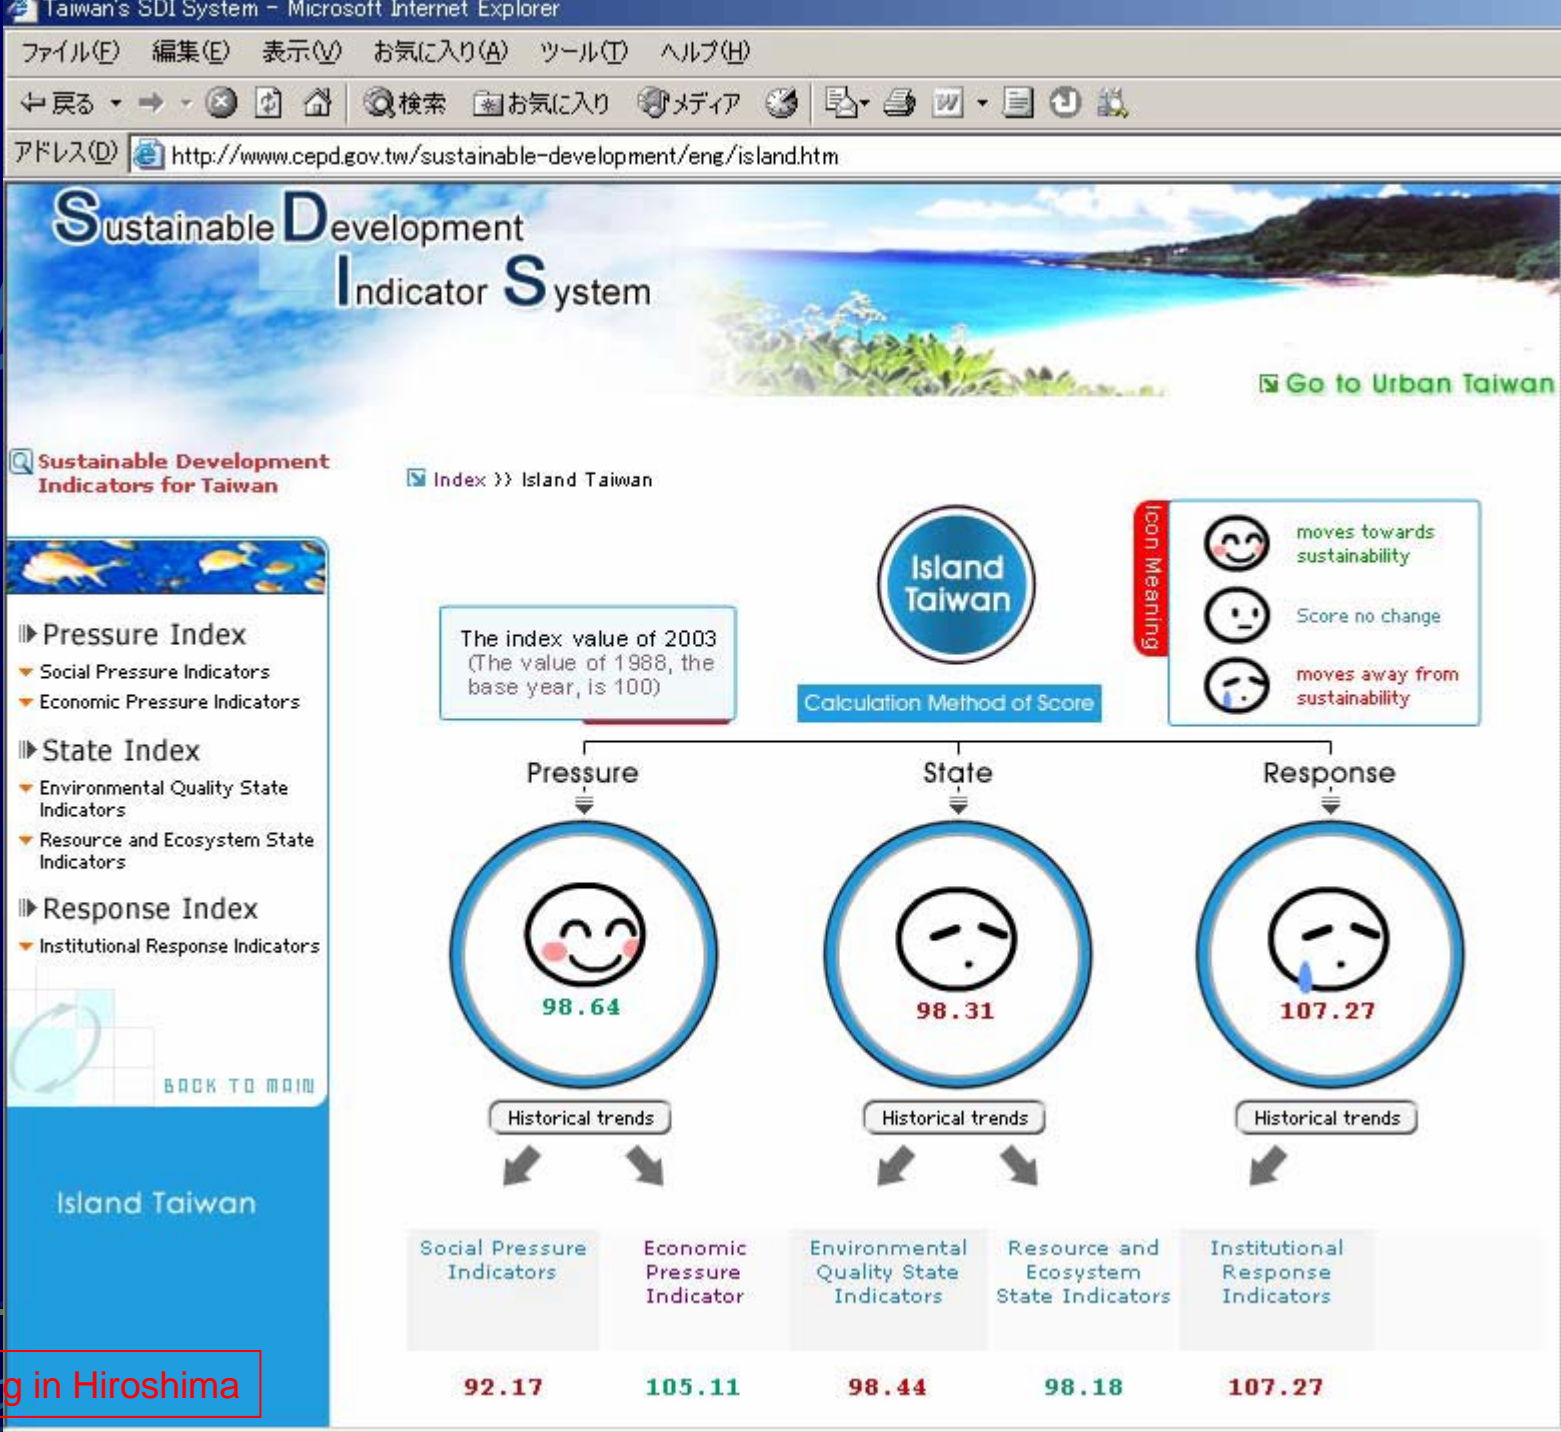 Taiwan's SDI System - Microsoft Internet Explorer
ファイル(F) 編集(E) 表示(V) お気に入り(A) ツール(T) ヘルプ(H)
戻る 検索 お気に入り メディア
アドレス(D) http://www.cepd.gov.tw/sustainable-development/eng/island.htm
Sustainable Development
Indicator System
Go to Urban Taiwan
Sustainable Development
Indicators for Taiwan
Index >> Island Taiwan
Pressure Index
Social Pressure Indicators
Economic Pressure Indicators
State Index
Environmental Quality State
Indicators
Resource and Ecosystem State
Indicators
Response Index
Institutional Response Indicators
BACK TO MAIN
Island Taiwan
g in Hiroshima
The index value of 2003
(The value of 1988, the
base year, is 100)
Island
Taiwan
Calculation Method of Score
Icon Meaning
moves towards
sustainability
Score no change
moves away from
sustainability
Pressure State Response
98.64 98.31 107.27
Historical trends Historical trends Historical trends
Social Pressure
Indicators
Economic
Pressure
Indicator
Environmental
Quality State
Indicators
Resource and
Ecosystem
State Indicators
Institutional
Response
Indicators
92.17 105.11 98.44 98.18 107.27